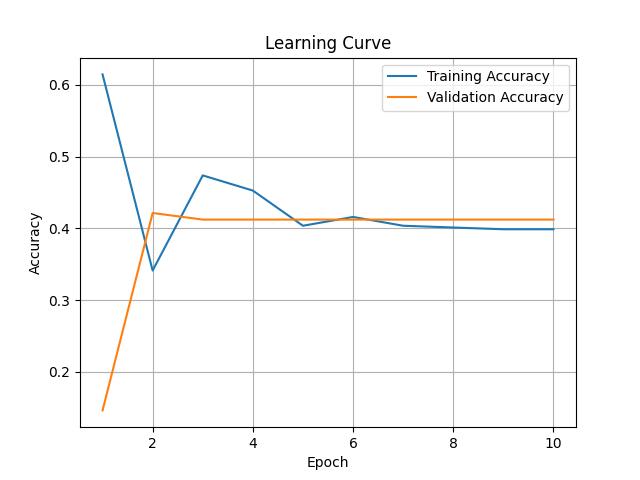 Learning Curve
Training Accuracy
Validation Accuracy
0.6
0.5
0.4
0.3
0.2
Accuracy
2 4 6 8 10
Epoch